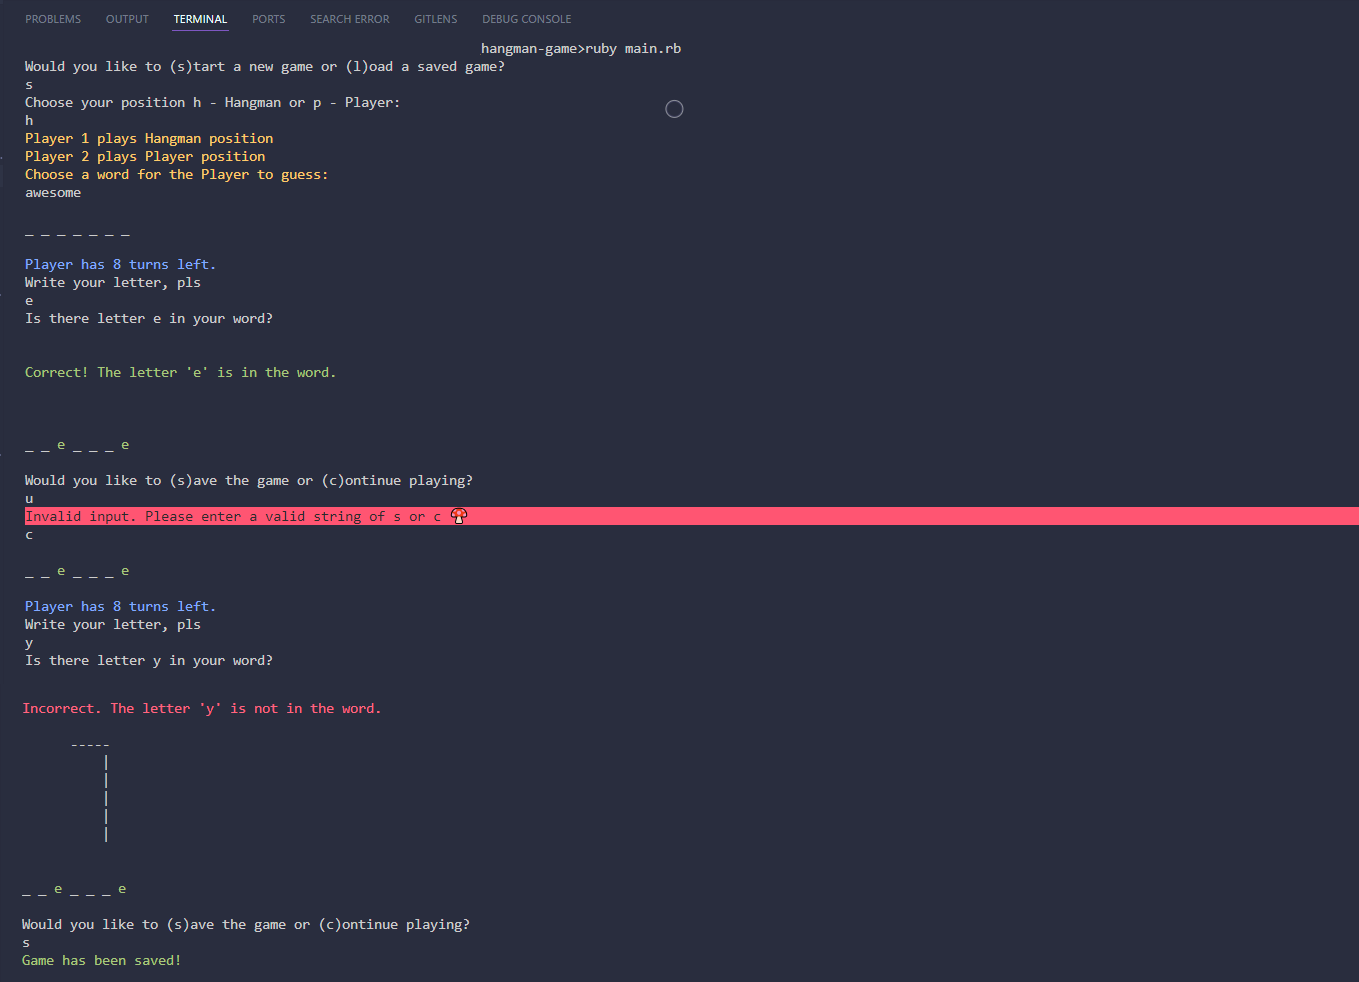 PROBLEMS OUTPUT TERMINAL PORTS SEARCH ERROR GITLENS DEBUG CONSOLE
hangman-game>ruby main.rb
Would you like to (s)tart a new game or (l)oad a saved game?
s
Choose your position h - Hangman or p - Player:
h
Player 1 plays Hangman position
Player 2 plays Player position
Choose a word for the Player to guess:
awesome
_ _ _ _ _ _ _
Player has 8 turns left.
Write your letter, pls
e
Is there letter e in your word?
Correct! The letter 'e' is in the word.
_ _ e _ _ _ e
Would you like to (s)ave the game or (c)ontinue playing?
u
Invalid input. Please enter a valid string of s or c 🍄
c
_ _ e _ _ _ e
Player has 8 turns left.
Write your letter, pls
y
Is there letter y in your word?
Incorrect. The letter 'y' is not in the word.
-----
|
|
|
|
|
_ _ e _ _ _ e
Would you like to (s)ave the game or (c)ontinue playing?
s
Game has been saved!